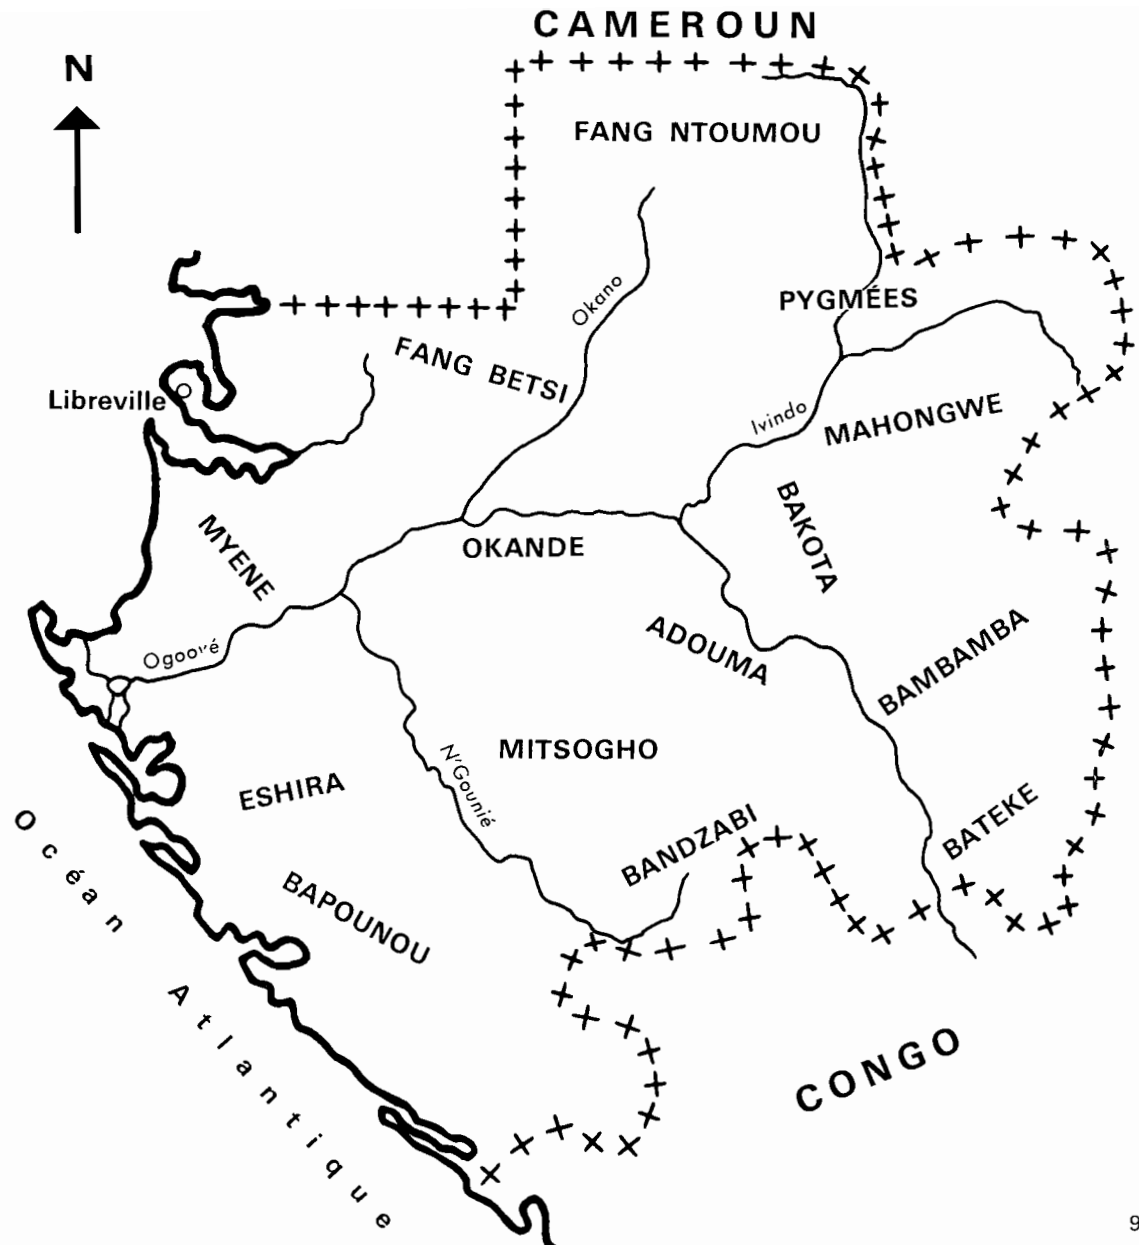 CAMEROUN
N
FANG NTOUMOU
PYGMÉES
Okano
FANG BETSI
Libreville
Ivindo
MAHONGWE
BAKOTA
MYENE
OKANDE
Ogoové
ADOUMA
BAMBAMBA
MITSOGHO
N'Gounié
ESHIRA
BATEKE
BANDZABI
BAPOUNOU
Océan Atlantique
CONGO
9